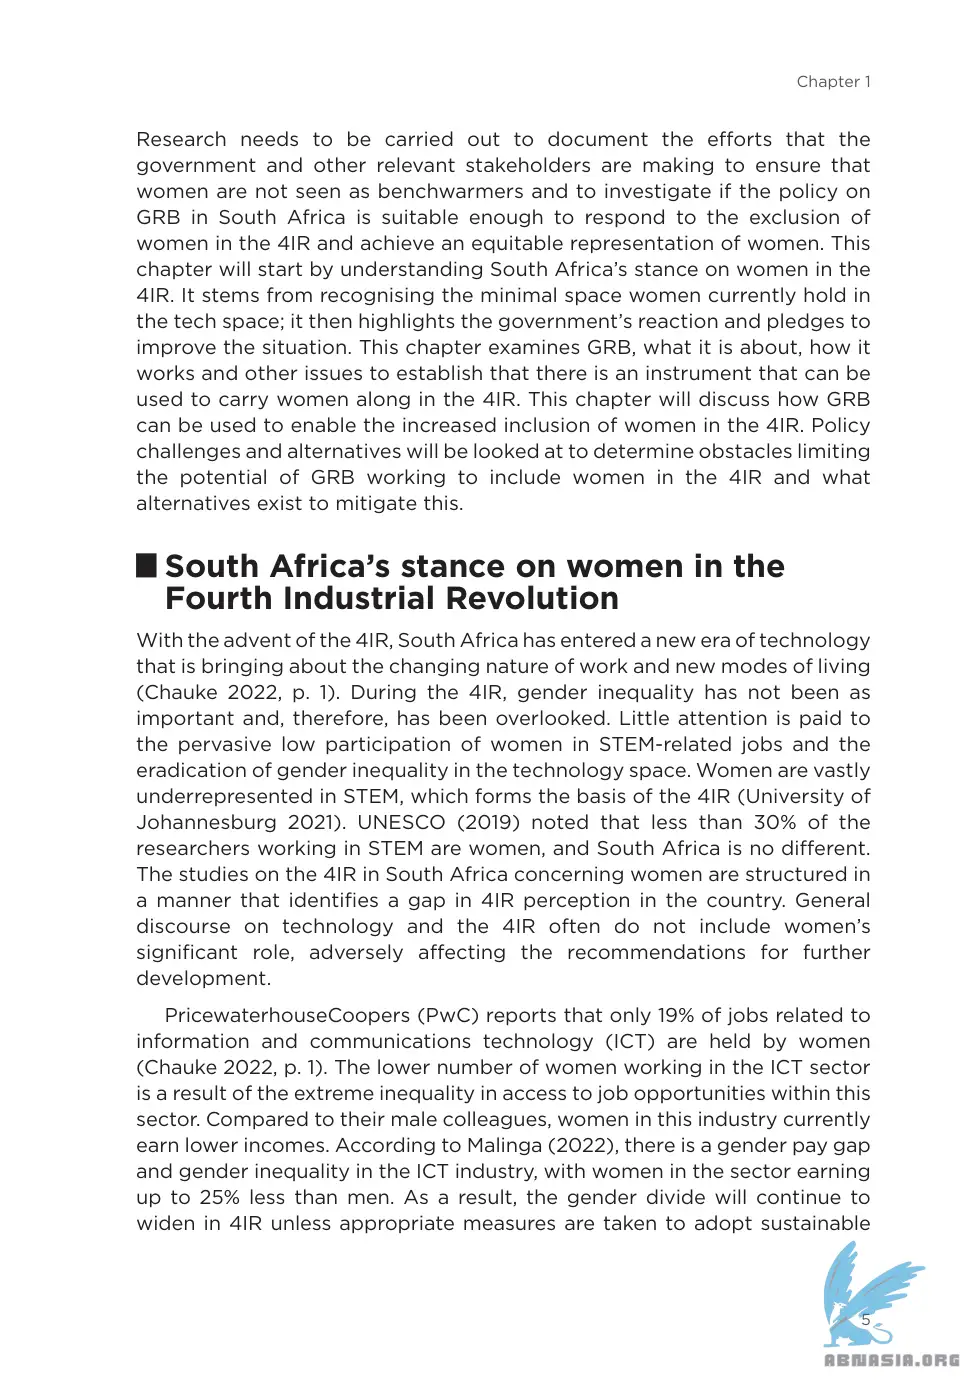 Chapter 1
Research needs to be carried out to document the efforts that the
government and other relevant stakeholders are making to ensure that
women are not seen as benchwarmers and to investigate if the policy on
GRB in South Africa is suitable enough to respond to the exclusion of
women in the 4IR and achieve an equitable representation of women. This
chapter will start by understanding South Africa’s stance on women in the
4IR. It stems from recognising the minimal space women currently hold in
the tech space; it then highlights the government’s reaction and pledges to
improve the situation. This chapter examines GRB, what it is about, how it
works and other issues to establish that there is an instrument that can be
used to carry women along in the 4IR. This chapter will discuss how GRB
can be used to enable the increased inclusion of women in the 4IR. Policy
challenges and alternatives will be looked at to determine obstacles limiting
the potential of GRB working to include women in the 4IR and what
alternatives exist to mitigate this.
South Africa’s stance on women in the
Fourth Industrial Revolution
With the advent of the 4IR, South Africa has entered a new era of technology
that is bringing about the changing nature of work and new modes of living
(Chauke 2022, p. 1). During the 4IR, gender inequality has not been as
important and, therefore, has been overlooked. Little attention is paid to
the pervasive low participation of women in STEM-related jobs and the
eradication of gender inequality in the technology space. Women are vastly
underrepresented in STEM, which forms the basis of the 4IR (University of
Johannesburg 2021). UNESCO (2019) noted that less than 30% of the
researchers working in STEM are women, and South Africa is no different.
The studies on the 4IR in South Africa concerning women are structured in
a manner that identifies a gap in 4IR perception in the country. General
discourse on technology and the 4IR often do not include women’s
significant role, adversely affecting the recommendations for further
development.
PricewaterhouseCoopers (PwC) reports that only 19% of jobs related to
information and communications technology (ICT) are held by women
(Chauke 2022, p. 1). The lower number of women working in the ICT sector
is a result of the extreme inequality in access to job opportunities within this
sector. Compared to their male colleagues, women in this industry currently
earn lower incomes. According to Malinga (2022), there is a gender pay gap
and gender inequality in the ICT industry, with women in the sector earning
up to 25% less than men. As a result, the gender divide will continue to
widen in 4IR unless appropriate measures are taken to adopt sustainable
5
ABNASIA.ORG